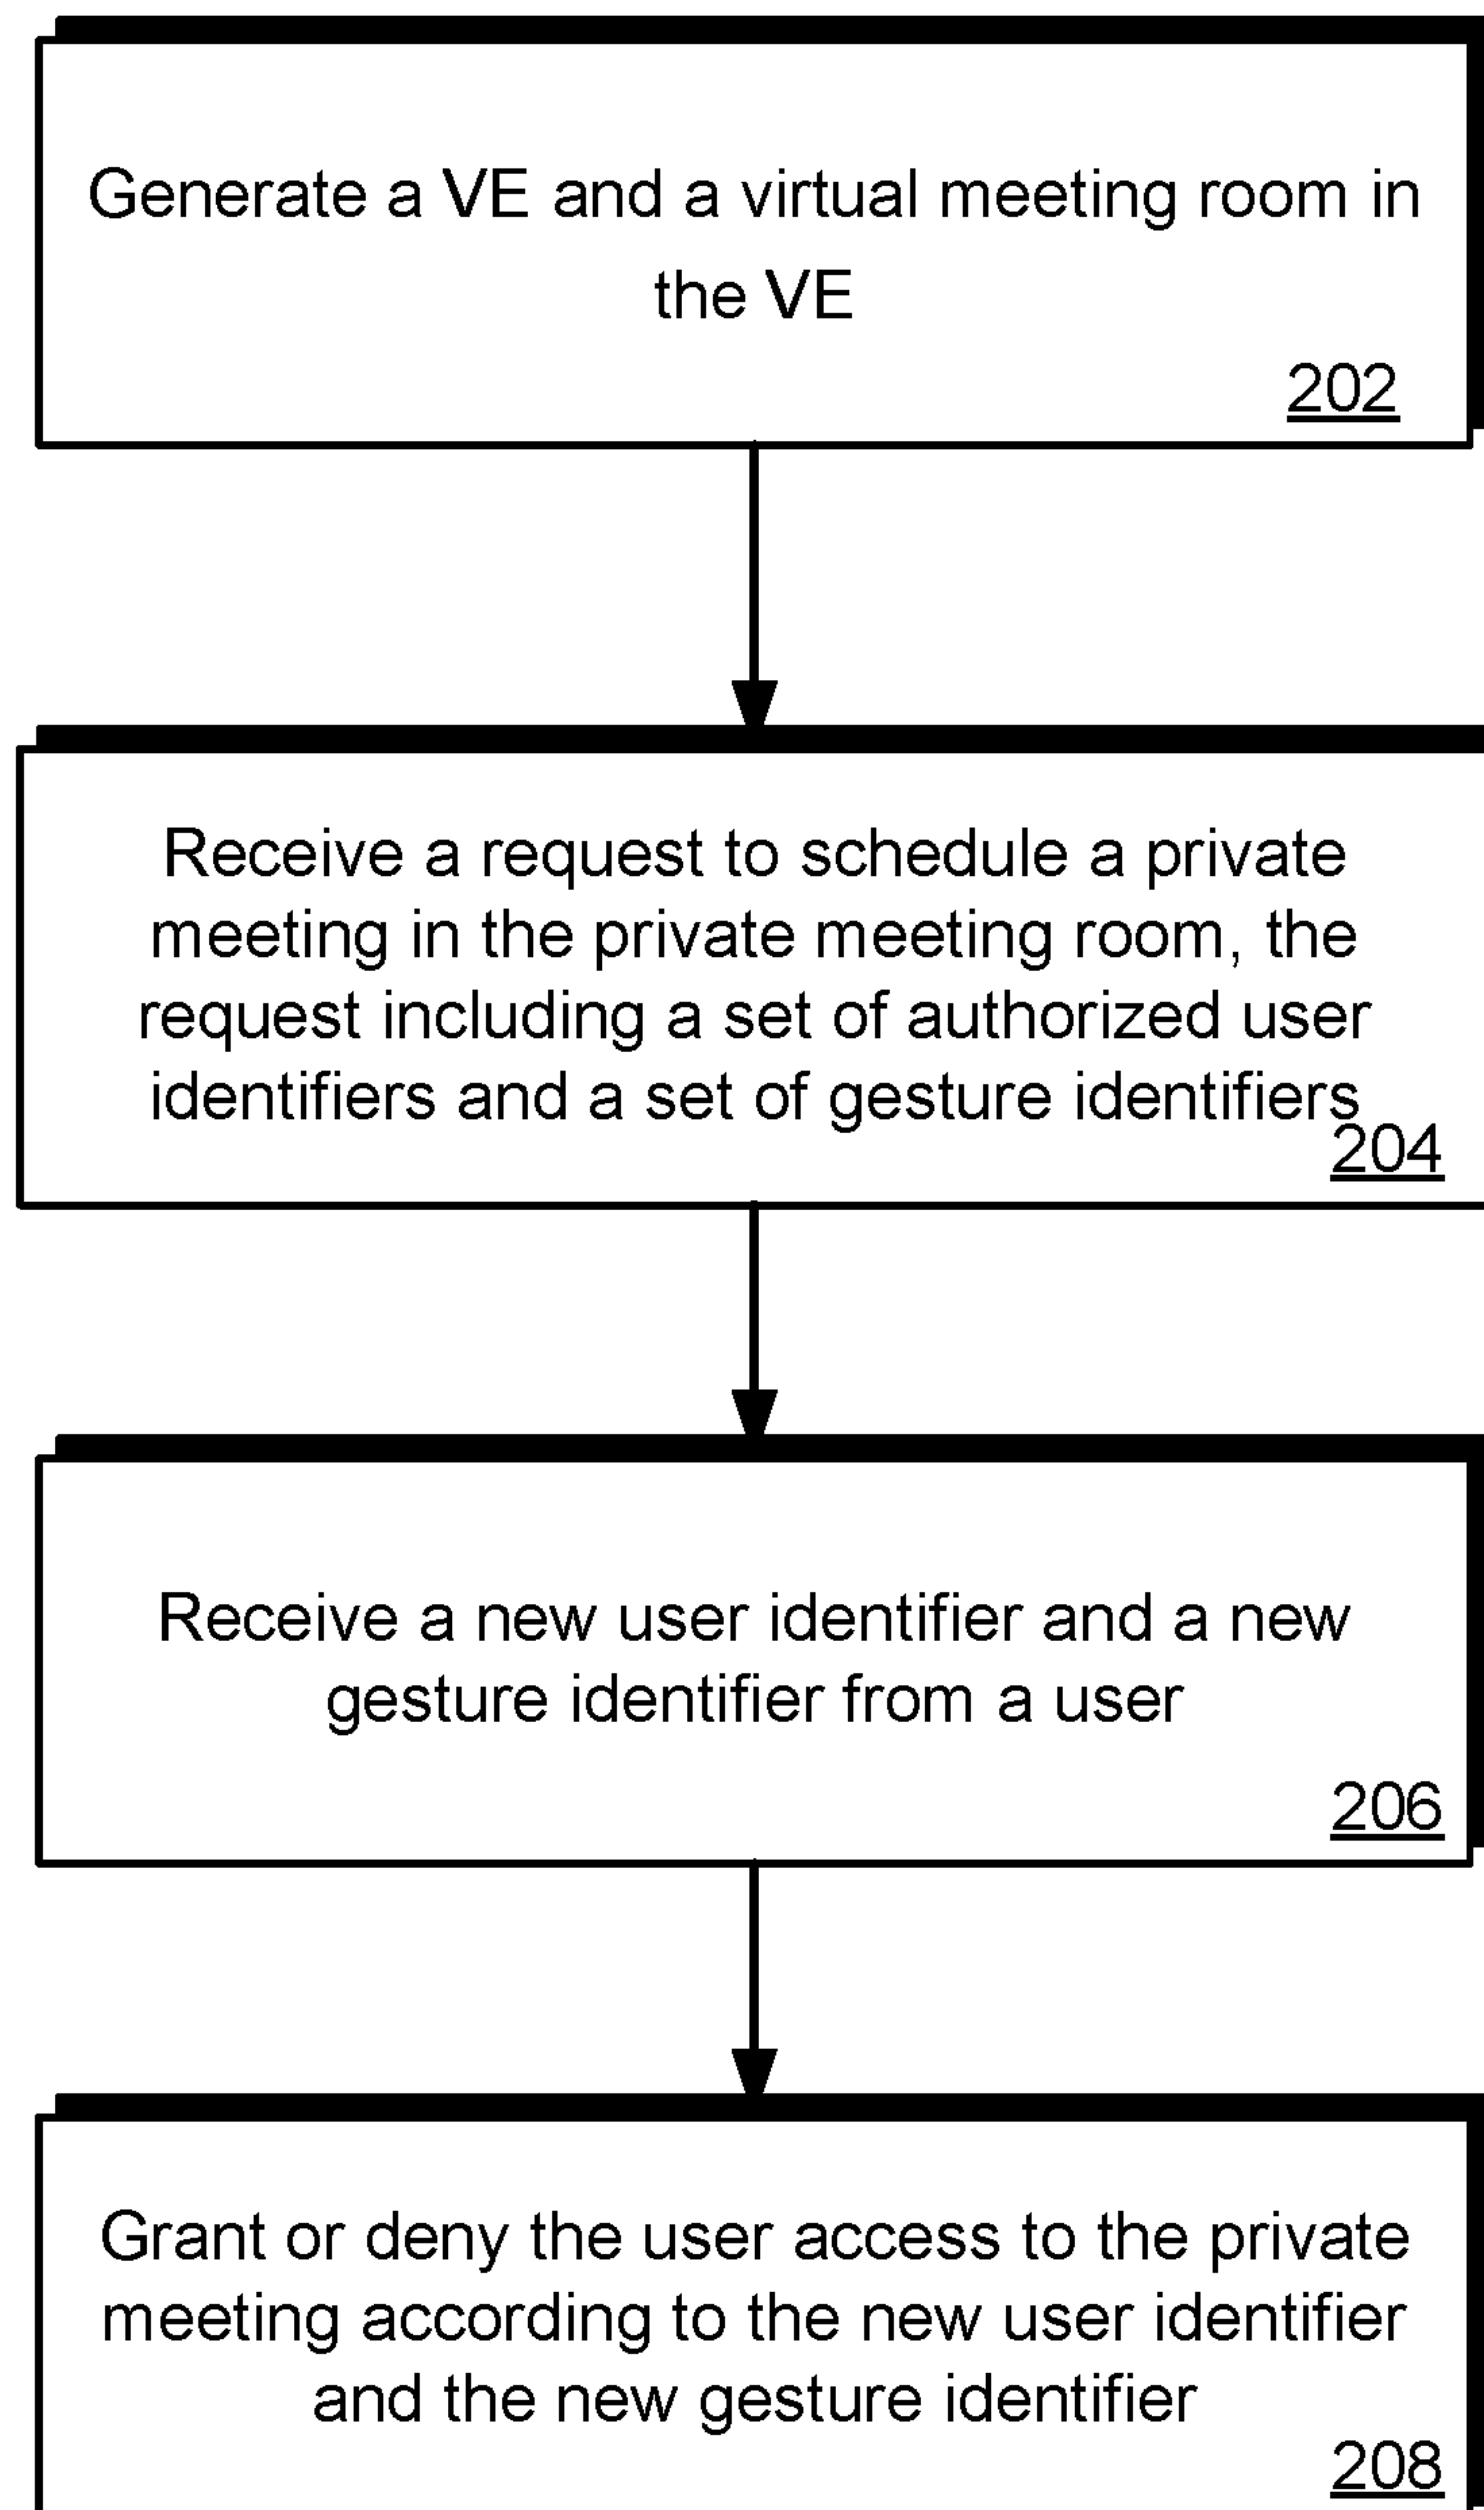 Generate a VE and a virtual meeting room in
the VE
202
Receive a request to schedule a private
meeting in the private meeting room, the
request including a set of authorized user
identifiers and a set of gesture identifiers
204
Receive a new user identifier and a new
gesture identifier from a user
206
Grant or deny the user access to the private
meeting according to the new user identifier
and the new gesture identifier
208